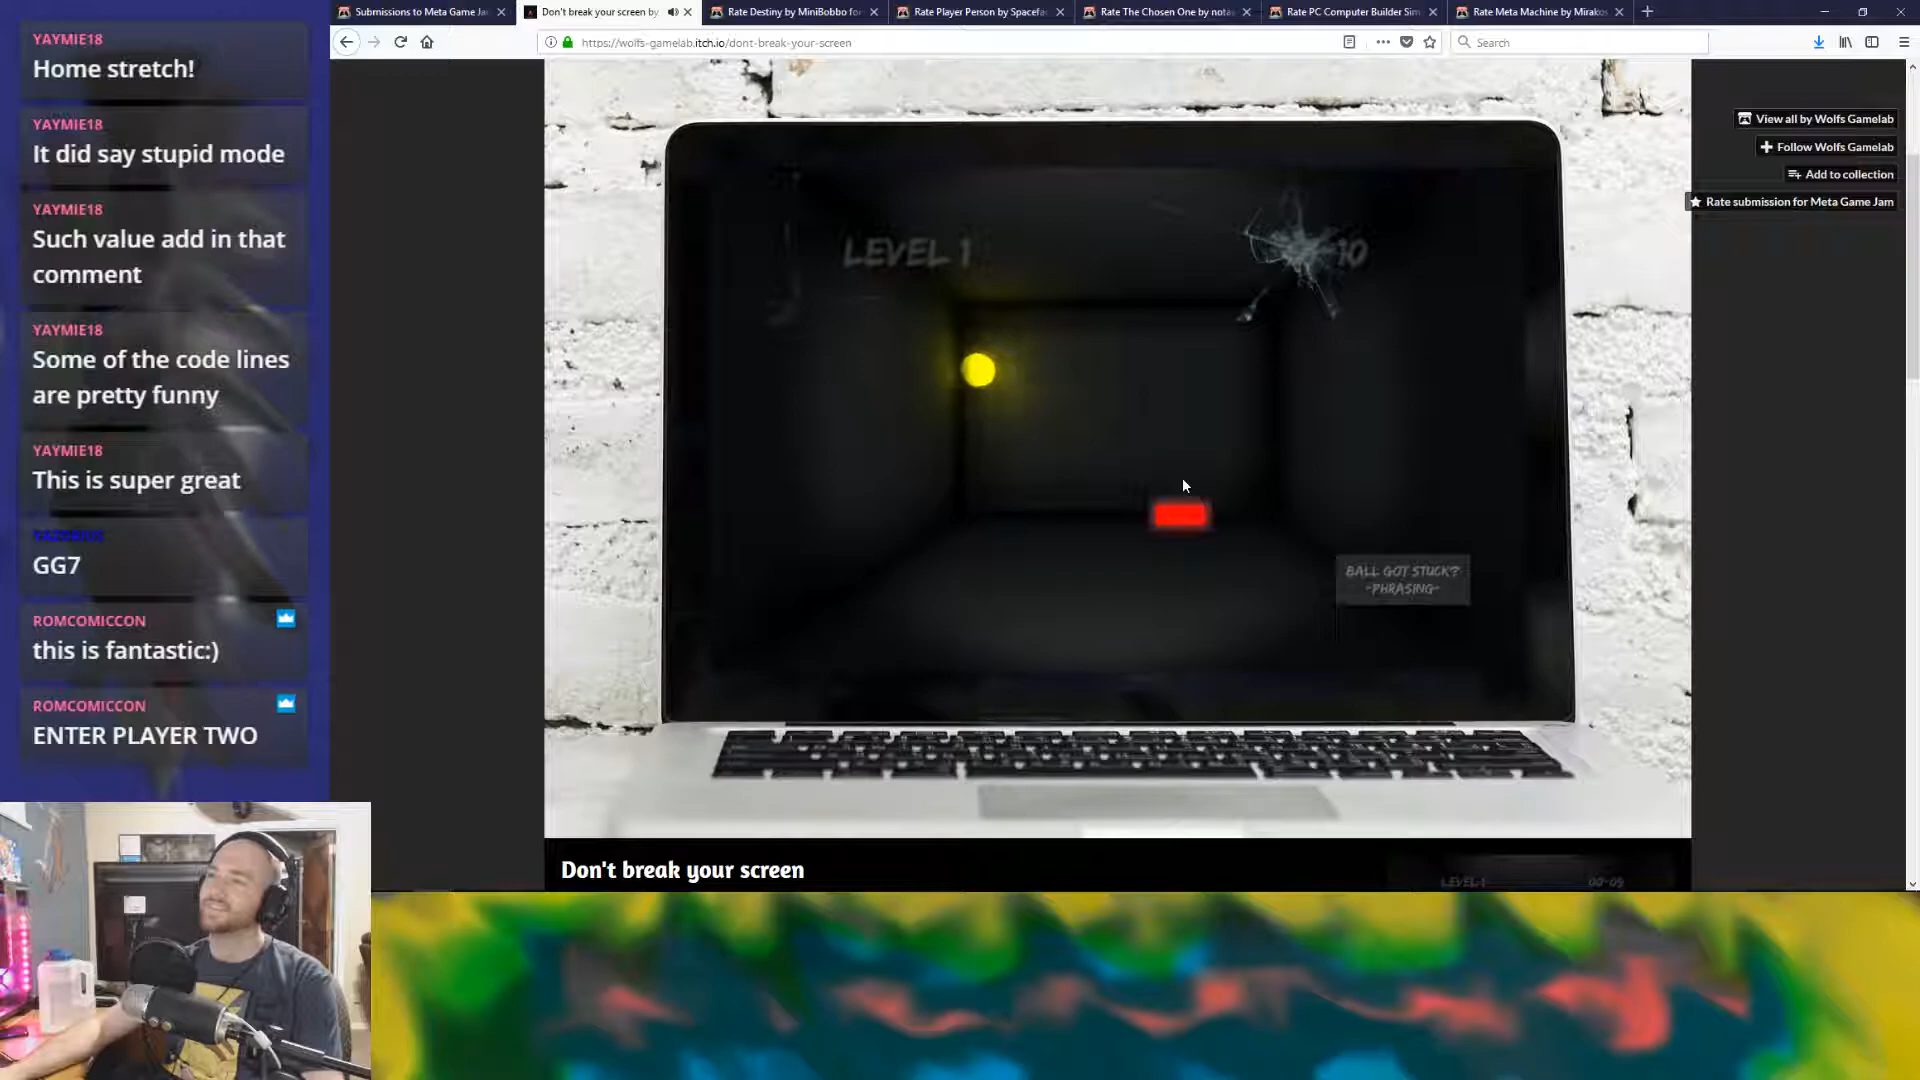 YAYMIE18
Home stretch!
YAYMIE18
It did say stupid mode
YAYMIE18
Such value add in that
comment
YAYMIE18
Some of the code lines
are pretty funny
YAYMIE18
This is super great
GG7
ROMCOMICCON
this is fantastic:)
ROMCOMICCON
ENTER PLAYER TWO
Submissions to Meta Game Ja
Don't break your screen by
Rate Destiny by MiniBobbo for
Rate Player Person by Spacefa
Rate The Chosen One by nota
Rate PC Computer Builder Sim
Rate Meta Machine by Mirako
https://wolfs-gamelab.itch.io/dont-break-your-screen
Search
View all by Wolfs Gamelab
Follow Wolfs Gamelab
Add to collection
Rate submission for Meta Game Jam
LEVEL 1
10
BALL GOT STUCK?
-PHRASING-
Don't break your screen
LEVEL 1
00-09